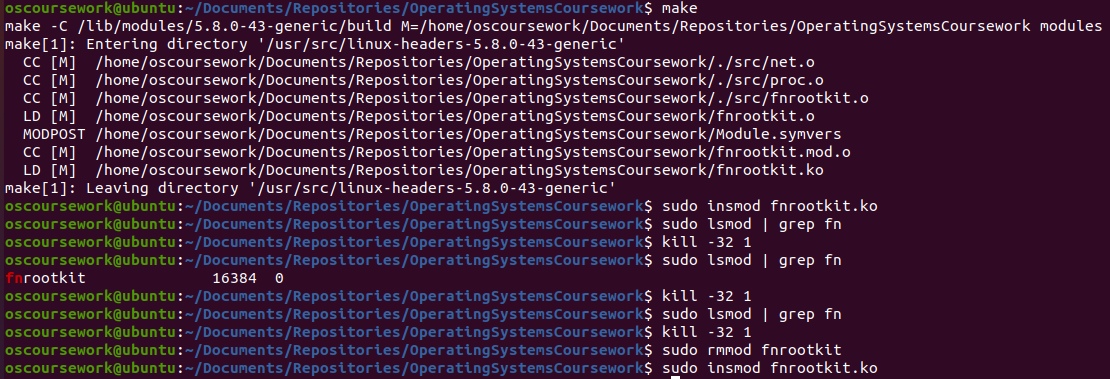 oscoursework@ubuntu:~/Documents/Repositories/OperatingSystemsCoursework$ make
make -C /lib/modules/5.8.0-43-generic/build M=/home/oscoursework/Documents/Repositories/OperatingSystemsCoursework modules
make[1]: Entering directory '/usr/src/linux-headers-5.8.0-43-generic'
  CC [M]  /home/oscoursework/Documents/Repositories/OperatingSystemsCoursework/./src/net.o
  CC [M]  /home/oscoursework/Documents/Repositories/OperatingSystemsCoursework/./src/proc.o
  CC [M]  /home/oscoursework/Documents/Repositories/OperatingSystemsCoursework/./src/fnrootkit.o
  LD [M]  /home/oscoursework/Documents/Repositories/OperatingSystemsCoursework/fnrootkit.o
  MODPOST /home/oscoursework/Documents/Repositories/OperatingSystemsCoursework/Module.symvers
  CC [M]  /home/oscoursework/Documents/Repositories/OperatingSystemsCoursework/fnrootkit.mod.o
  LD [M]  /home/oscoursework/Documents/Repositories/OperatingSystemsCoursework/fnrootkit.ko
make[1]: Leaving directory '/usr/src/linux-headers-5.8.0-43-generic'
oscoursework@ubuntu:~/Documents/Repositories/OperatingSystemsCoursework$ sudo insmod fnrootkit.ko
oscoursework@ubuntu:~/Documents/Repositories/OperatingSystemsCoursework$ sudo lsmod | grep fn
oscoursework@ubuntu:~/Documents/Repositories/OperatingSystemsCoursework$ kill -32 1
oscoursework@ubuntu:~/Documents/Repositories/OperatingSystemsCoursework$ sudo lsmod | grep fn
fnrootkit              16384  0
oscoursework@ubuntu:~/Documents/Repositories/OperatingSystemsCoursework$ kill -32 1
oscoursework@ubuntu:~/Documents/Repositories/OperatingSystemsCoursework$ sudo lsmod | grep fn
oscoursework@ubuntu:~/Documents/Repositories/OperatingSystemsCoursework$ kill -32 1
oscoursework@ubuntu:~/Documents/Repositories/OperatingSystemsCoursework$ sudo rmmod fnrootkit
oscoursework@ubuntu:~/Documents/Repositories/OperatingSystemsCoursework$ sudo insmod fnrootkit.ko